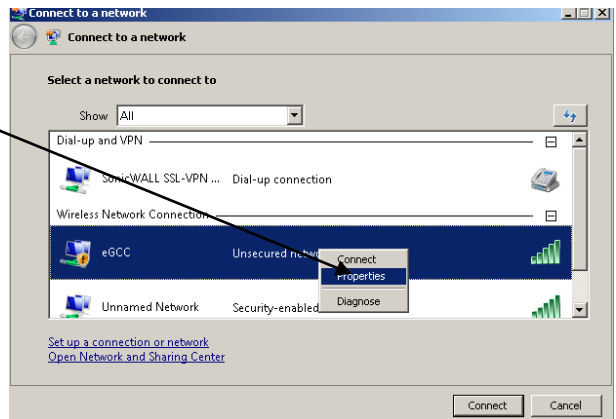 Connect to a network
Connect to a network
Select a network to connect to
Show All
Dial-up and VPN
SonicWALL SSL-VPN ... Dial-up connection
Wireless Network Connection
eGCC Unsecured netwo
Connect
Properties
Diagnose
Unnamed Network Security-enabled
Set up a connection or network
Open Network and Sharing Center
Connect Cancel